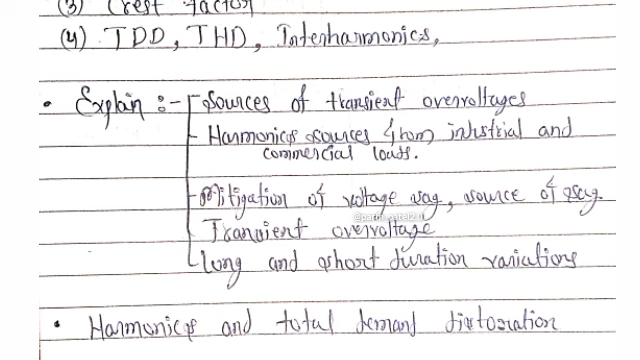 (3) Crest factor
(4) TDD, THD, Interharmonics,
• Explain :- Sources of transient overvoltages
- Harmonics sources from industrial and
commercial loads.
- Mitigation of voltage sag, source of sag.
Transient overvoltage
long and short duration variations
• Harmonics and total demand distoration